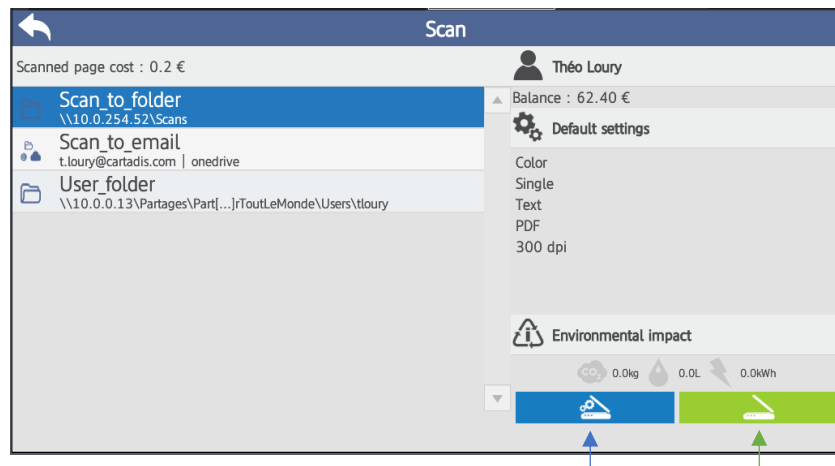 Scan
Scanned page cost : 0.2 €
Scan_to_folder
\\10.0.254.52\Scans
Scan_to_email
t.loury@cartadis.com | onedrive
User_folder
\\10.0.0.13\Partages\Part[...]rToutLeMonde\Users\tloury
Théo Loury
Balance : 62.40 €
Default settings
Color
Single
Text
PDF
300 dpi
Environmental impact
CO2 0.0kg 0.0L 0.0kWh